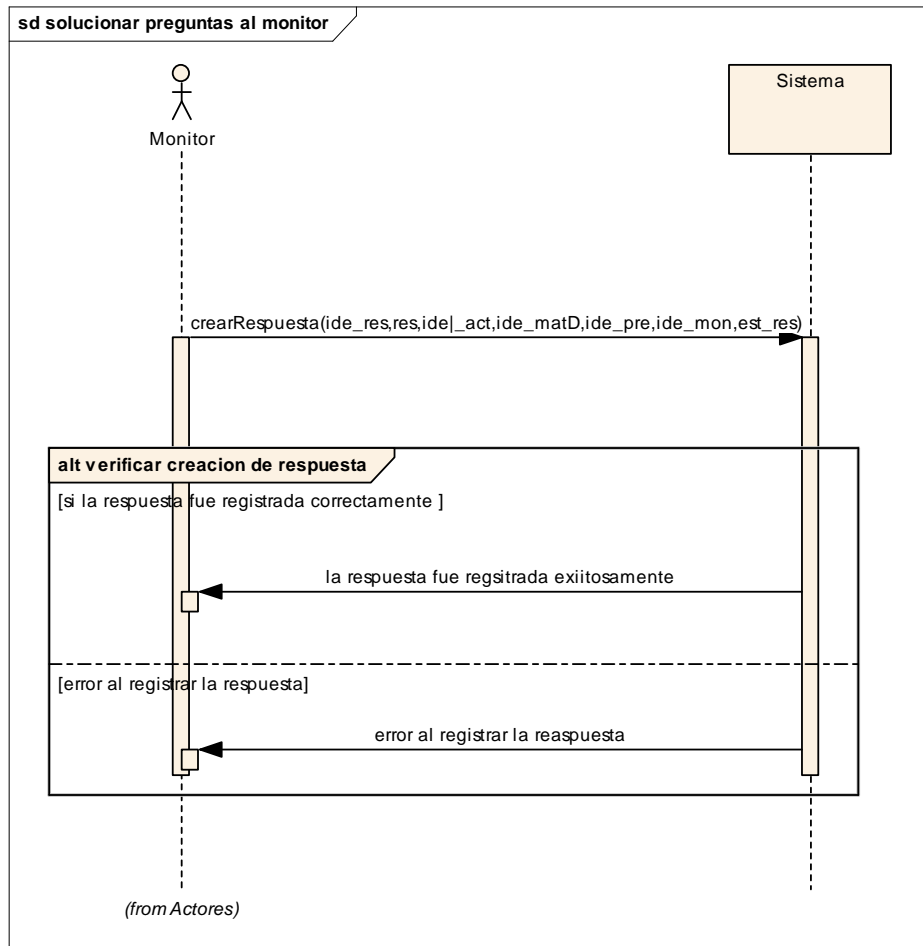 sd solucionar preguntas al monitor
Monitor
Sistema
crearRespuesta(ide_res,res,ide|_act,ide_matD,ide_pre,ide_mon,est_res)
alt verificar creacion de respuesta
[si la respuesta fue registrada correctamente ]
la respuesta fue regsitrada exiitosamente
[error al registrar la respuesta]
error al registrar la reaspuesta
(from Actores)